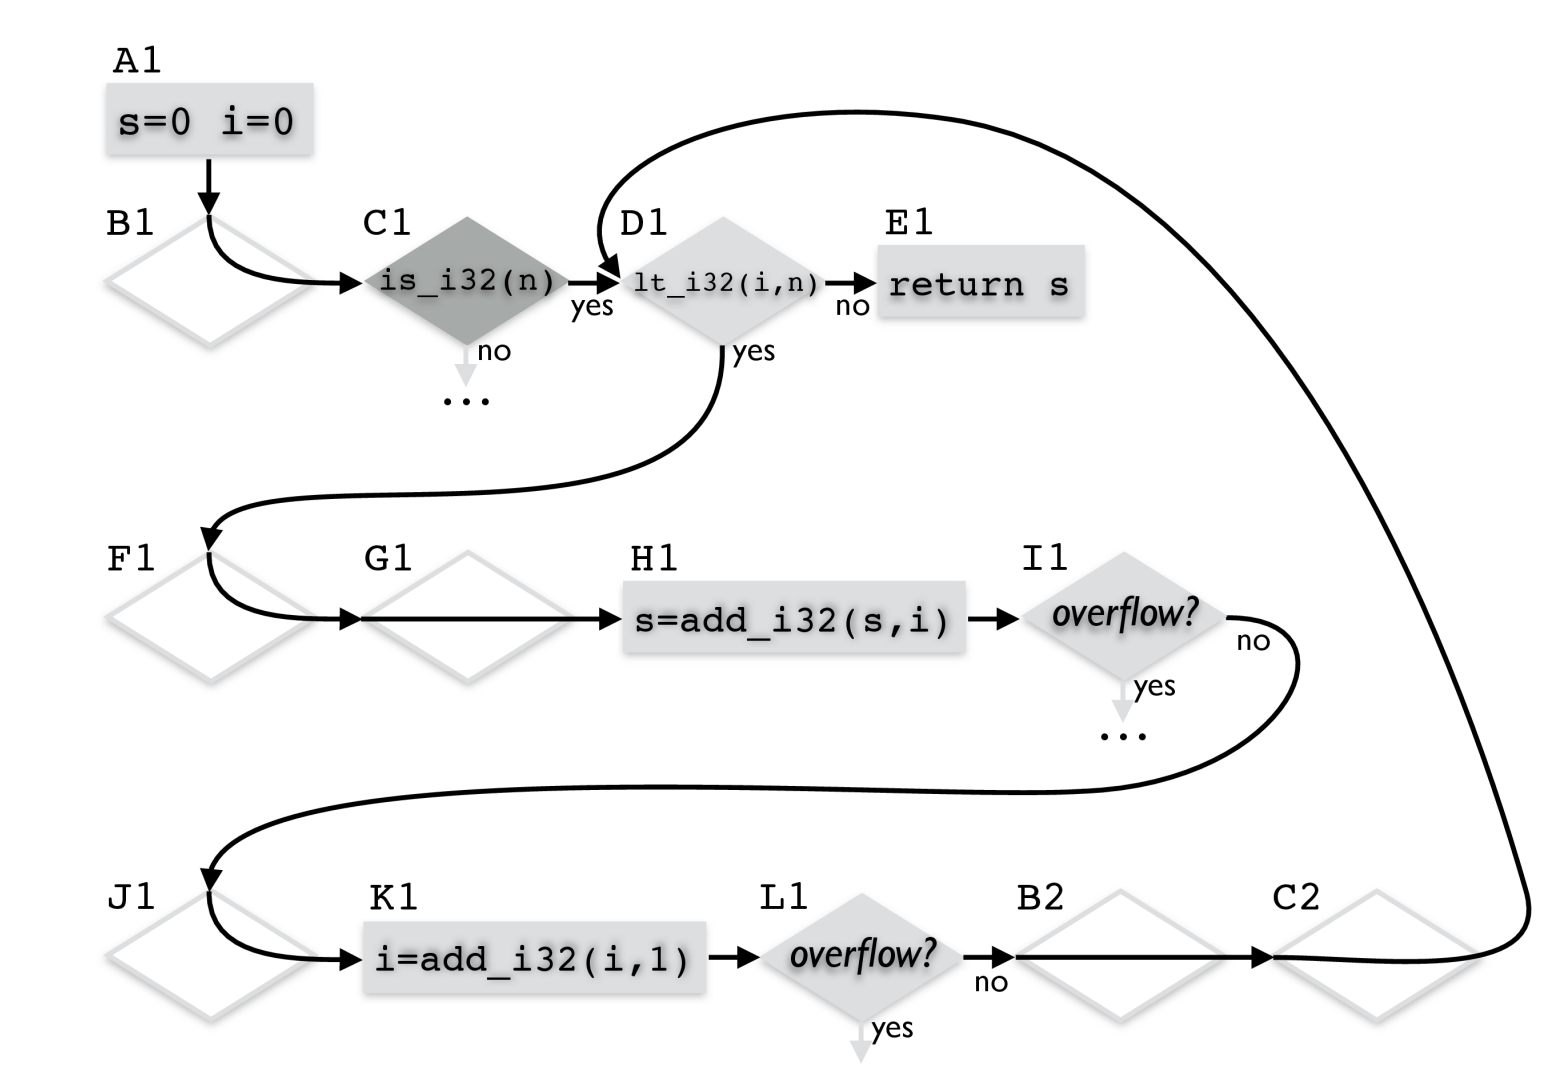 A1
s=0 i=0
B1
C1
is_i32(n)
yes
no
...
D1
lt_i32(i,n)
no
yes
E1
return s
F1
G1
H1
s=add_i32(s,i)
I1
overflow?
no
yes
...
J1
K1
i=add_i32(i,1)
L1
overflow?
no
yes
B2
C2